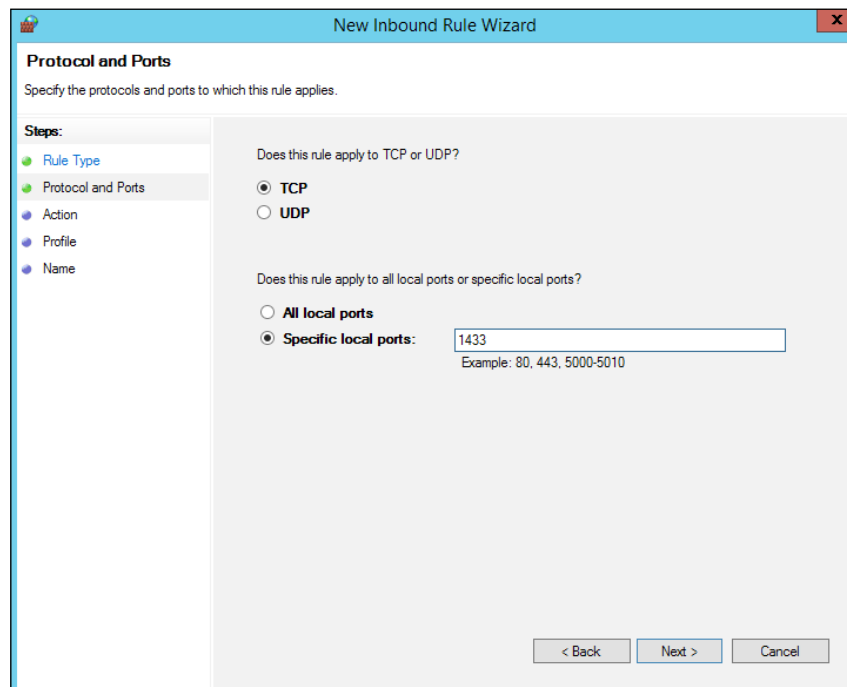 New Inbound Rule Wizard
x
Protocol and Ports
Specify the protocols and ports to which this rule applies.
Steps:
Rule Type
Protocol and Ports
Action
Profile
Name
Does this rule apply to TCP or UDP?
TCP
UDP
Does this rule apply to all local ports or specific local ports?
All local ports
Specific local ports:
1433
Example: 80, 443, 5000-5010
< Back
Next >
Cancel